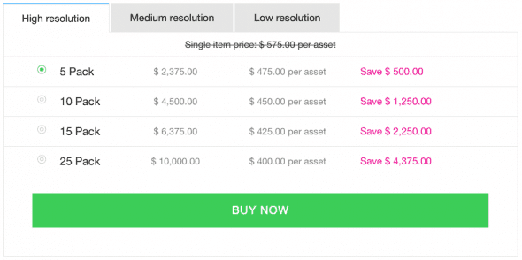 High resolution Medium resolution Low resolution
Single item price: $ 575.00 per asset
5 Pack $ 2,375.00 $ 475.00 per asset Save $ 500.00
10 Pack $ 4,500.00 $ 450.00 per asset Save $ 1,250.00
15 Pack $ 6,375.00 $ 425.00 per asset Save $ 2,250.00
25 Pack $ 10,000.00 $ 400.00 per asset Save $ 4,375.00
BUY NOW